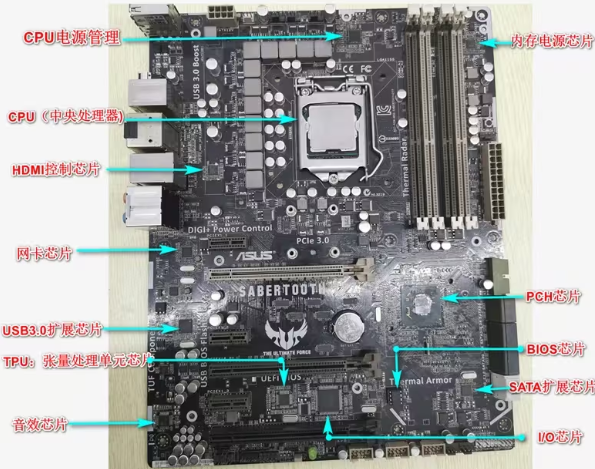 CPU电源管理
内存电源芯片
USB 3.0 Boost
CPU（中央处理器)
HDMI控制芯片
Thermal Radar
DIGI+ Power Control
PCIe 3.0
网卡芯片
ASUS
SABERTOOTH
PCH芯片
USB3.0扩展芯片
USB BIOS Flash
THE ULTIMATE FORCE
BIOS芯片
TPU：张量处理单元芯片
Thermal Armor
SATA扩展芯片
音效芯片
I/O芯片